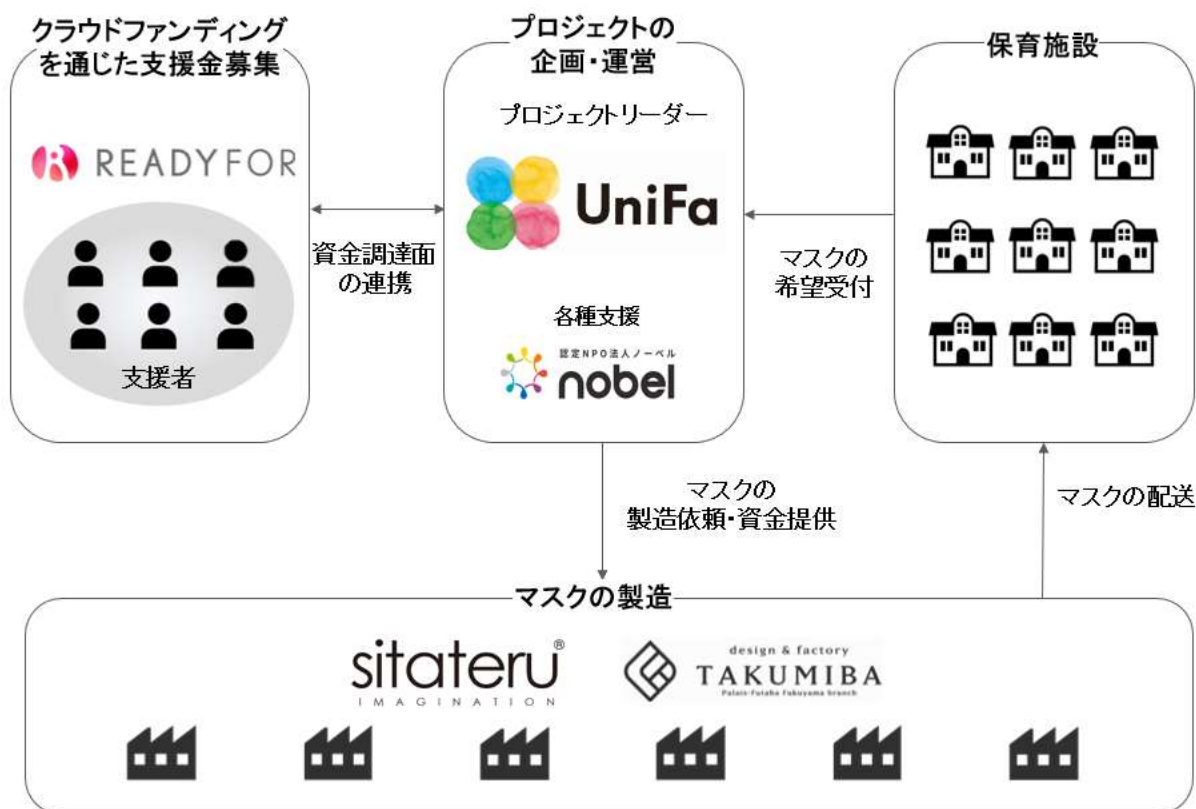 クラウドファンディング
を通じた支援金募集
READYFOR
支援者
資金調達面
の連携
プロジェクトの
企画・運営
プロジェクトリーダー
UniFa
各種支援
認定NPO法人ノーベル
nobel
マスクの
希望受付
保育施設
マスクの
製造依頼・資金提供
マスクの配送
マスクの製造
sitateru®
IMAGINATION
design & factory
TAKUMIBA
Palais-Futaba Fukuyama branch